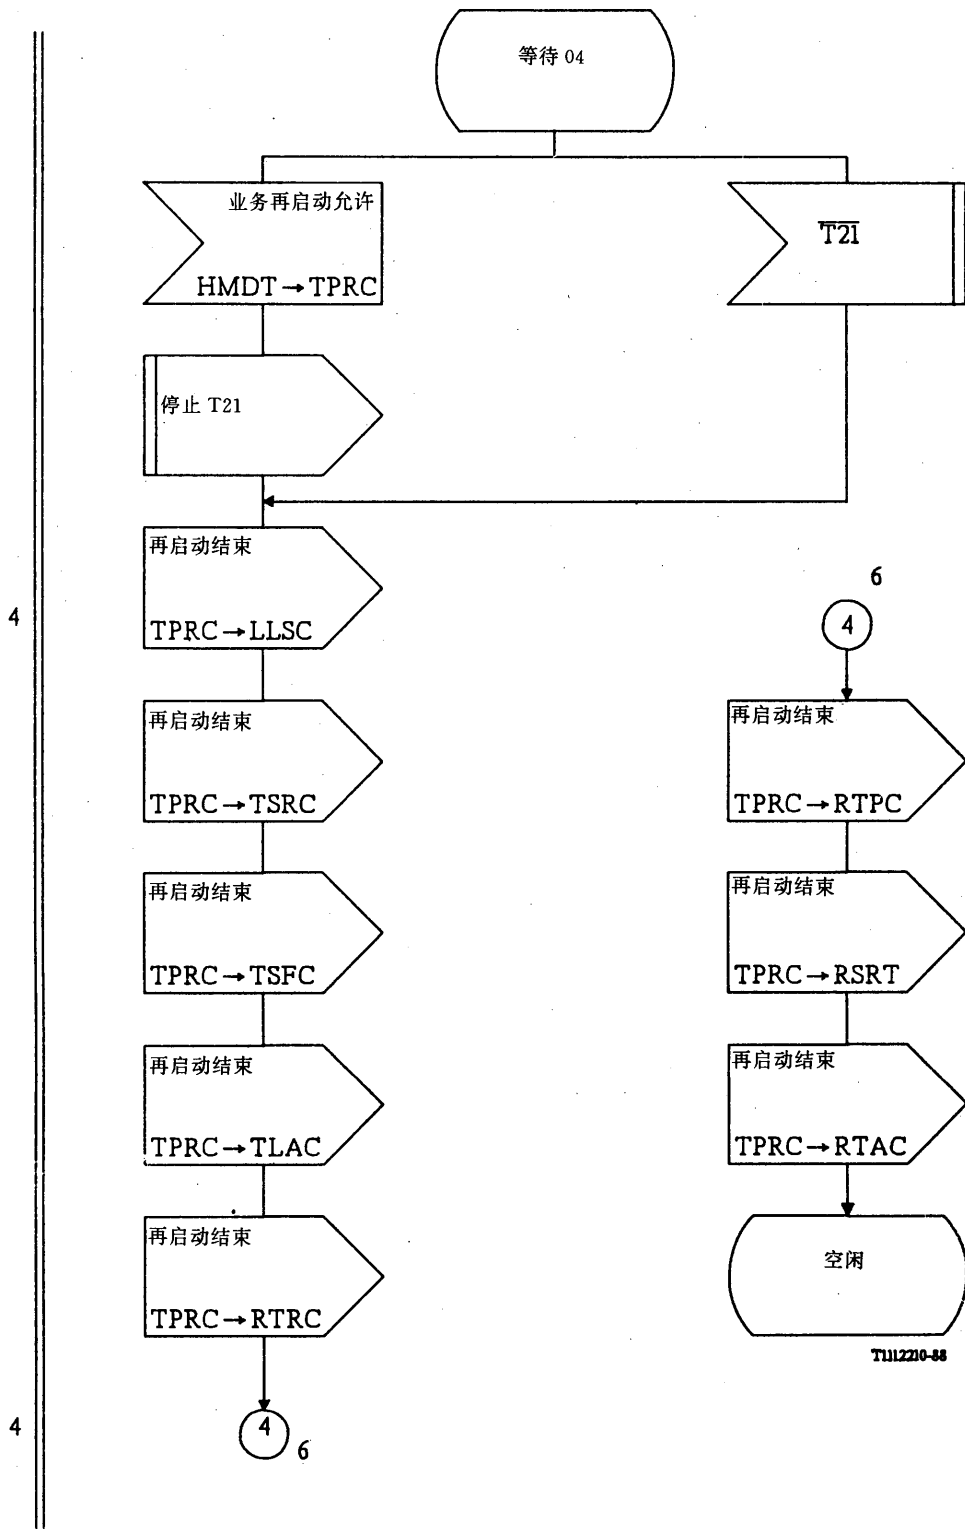 等待 04
业务再启动允许
HMDT→TPRC
T21
停止 T21
再启动结束
TPRC→LLSC
4
再启动结束
TPRC→TSRC
再启动结束
TPRC→TSFC
再启动结束
TPRC→TLAC
再启动结束
TPRC→RTRC
4
6
4
6
4
再启动结束
TPRC→RTPC
再启动结束
TPRC→RSRT
再启动结束
TPRC→RTAC
空闲
T1112210-88